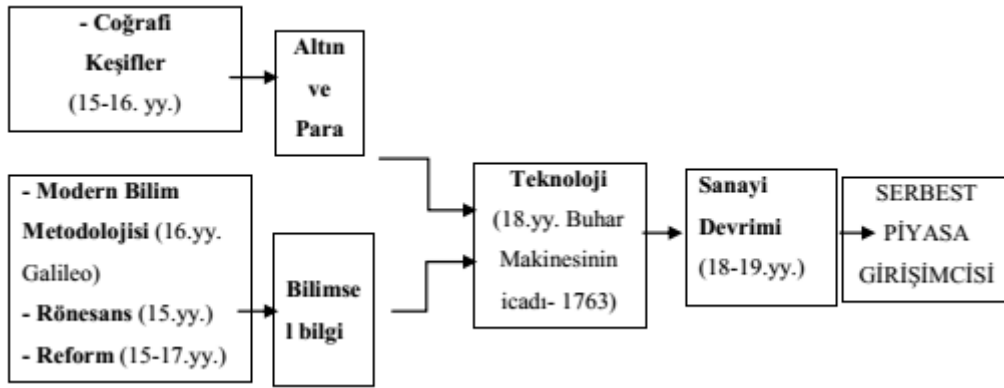 - Coğrafi
Keşifler
(15-16. yy.)
Altın
ve
Para
- Modern Bilim
Metodolojisi (16.yy.
Galileo)
- Rönesans (15.yy.)
- Reform (15-17.yy.)
Bilimse
l bilgi
Teknoloji
(18.yy. Buhar
Makinesinin
icadı- 1763)
Sanayi
Devrimi
(18-19.yy.)
SERBEST
PİYASA
GİRİŞİMCİSİ